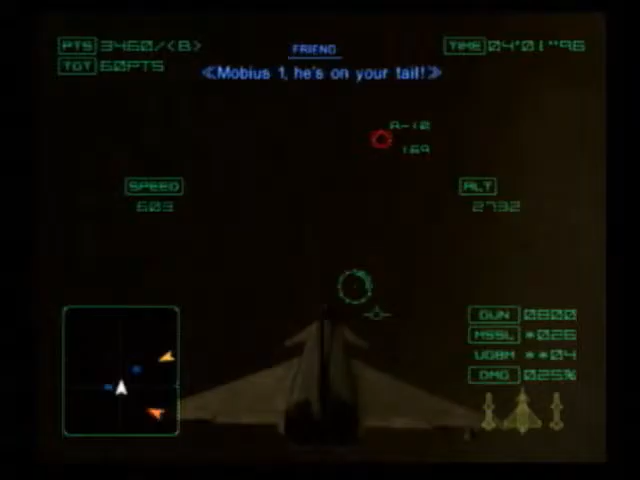 PTS 3460/<B>
FRIEND
TIME 04'01"96
TGT 60PTS
≪Mobius 1, he's on your tail!≫
A-10
169
SPEED
603
ALT
2732
GUN 0800
MSSL *026
UGBM **04
DMG 025%